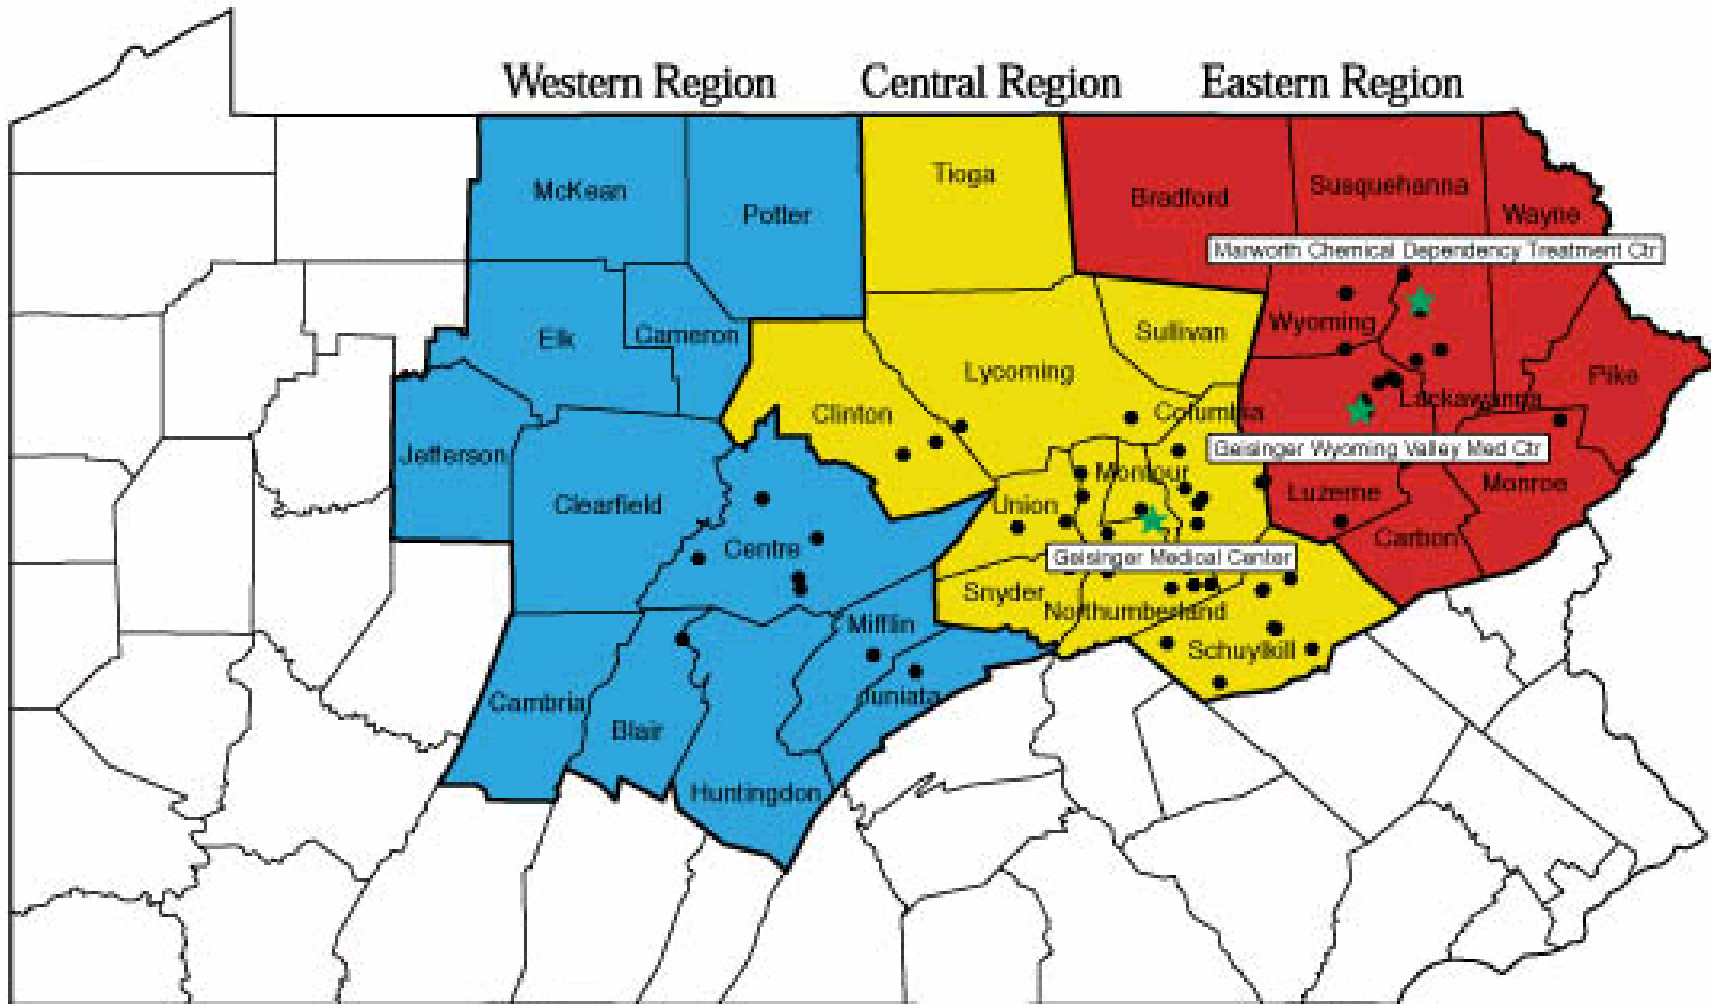 Western Region
Central Region
Eastern Region
McKean
Potter
Tioga
Bradford
Susquehanna
Wayne
Marworth Chemical Dependency Treatment Ctr
Elk
Cameron
Sullivan
Wyoming
Lycoming
Pike
Clinton
Columbia
Lackawanna
Jefferson
Geisinger Wyoming Valley Med Ctr
Montour
Clearfield
Union
Luzerne
Monroe
Centre
Carbon
Geisinger Medical Center
Snyder
Northumberland
Mifflin
Schuylkill
Juniata
Cambria
Blair
Huntingdon